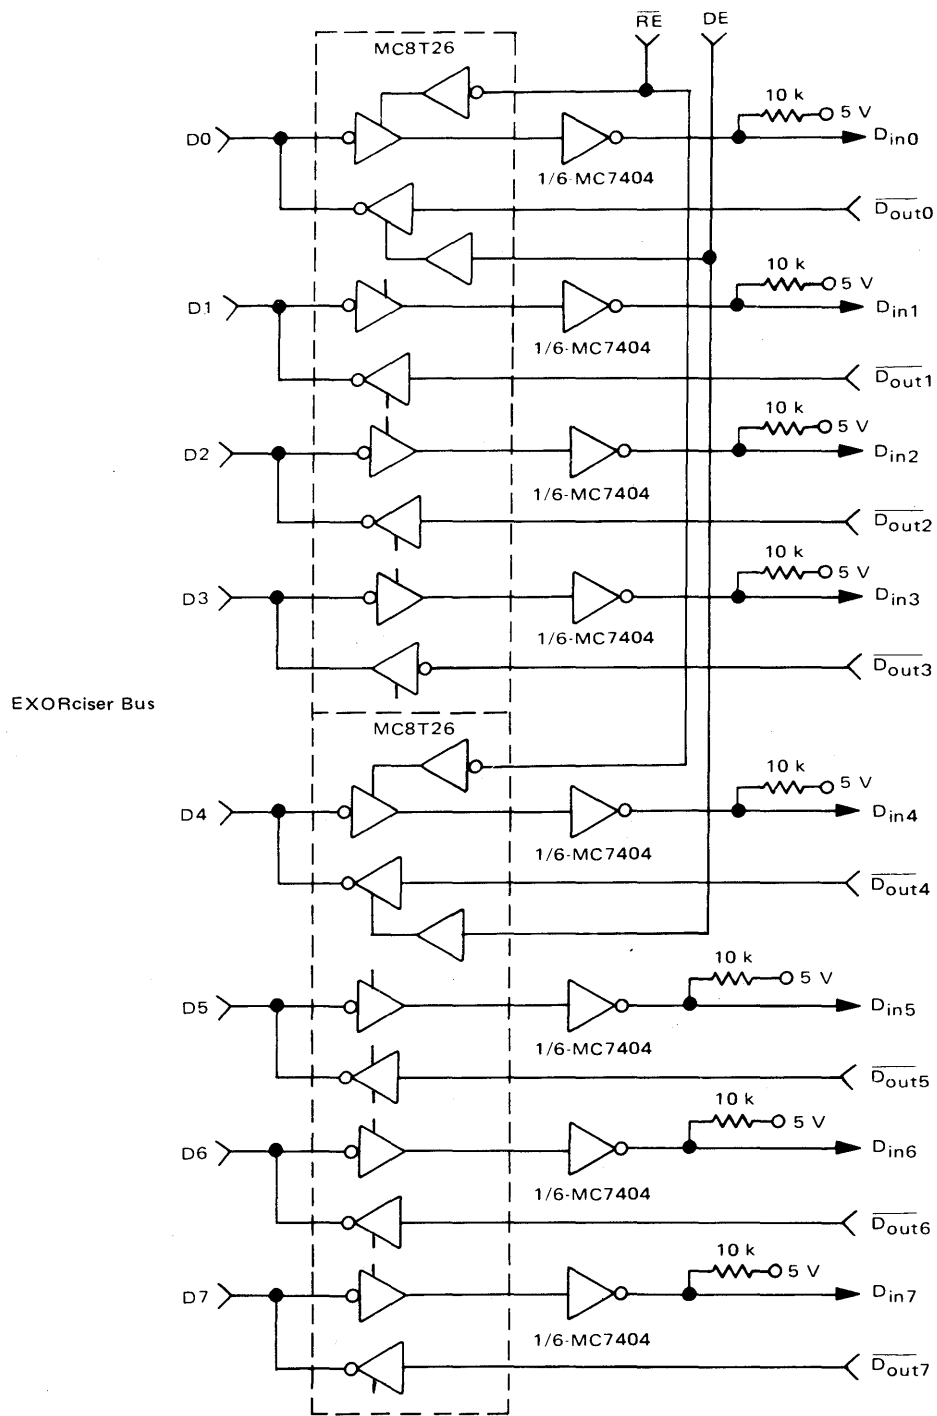 RE DE
MC8T26
10 k
5 V
D0
Din0
1/6-MC7404
Dout0
10 k
5 V
D1
Din1
1/6-MC7404
Dout1
10 k
5 V
D2
Din2
1/6-MC7404
Dout2
10 k
5 V
D3
Din3
1/6-MC7404
Dout3
EXORciser Bus
MC8T26
10 k
5 V
D4
Din4
1/6-MC7404
Dout4
10 k
5 V
D5
Din5
1/6-MC7404
Dout5
10 k
5 V
D6
Din6
1/6-MC7404
Dout6
10 k
5 V
D7
Din7
1/6-MC7404
Dout7